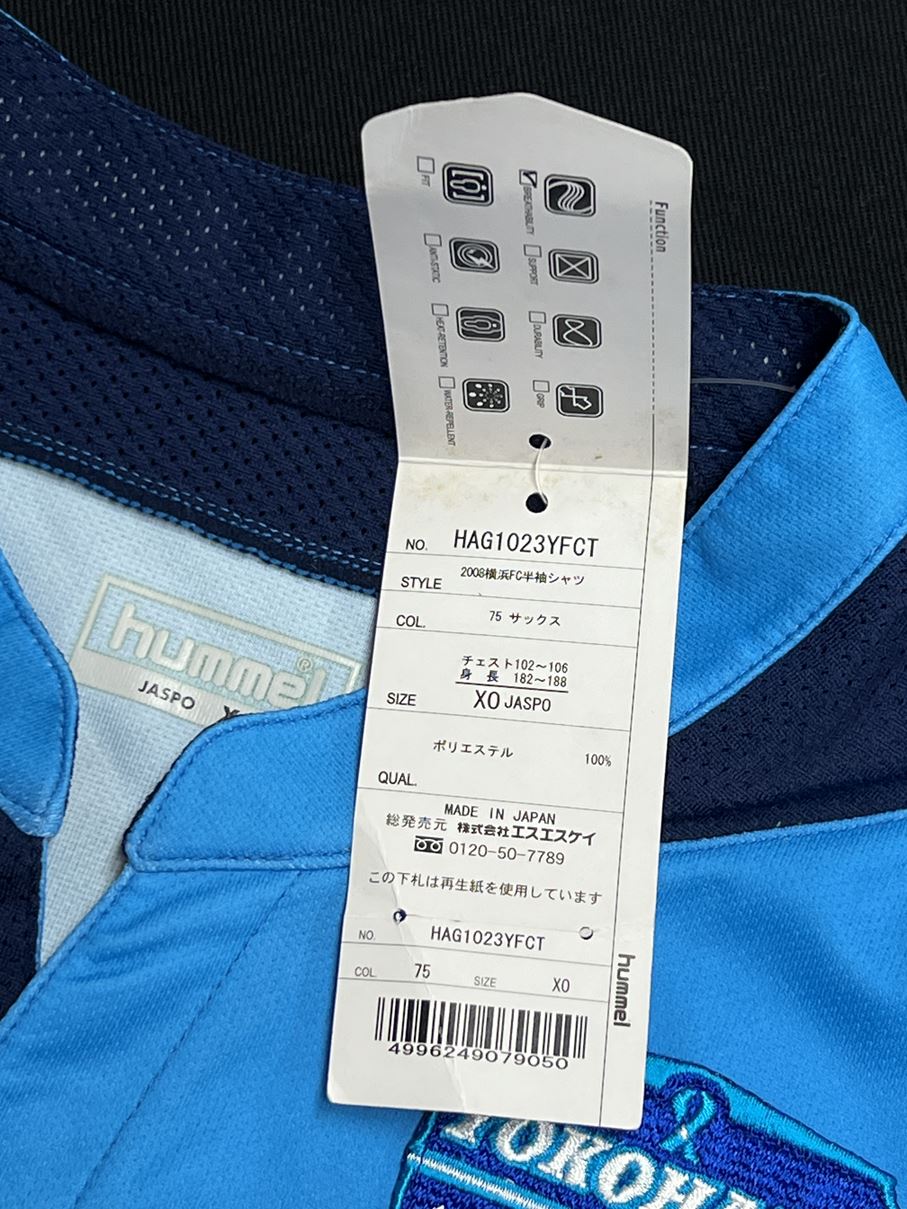 Function
BREATHABILITY
SUPPORT
DURABILITY
GRIP
FIT
ANTI-STATIC
HEAT-RETENTION
WATER-REPELLENT
NO. HAG1023YFCT
STYLE 2008横浜FC半袖シャツ
COL. 75 サックス
チェスト102～106
身 長 182～188
SIZE XO JASPO
ポリエステル 100%
QUAL.
MADE IN JAPAN
総発売元 株式会社エスエスケイ
0120-50-7789
この下札は再生紙を使用しています
NO. HAG1023YFCT
COL. 75 SIZE XO
4996249079050
hummel
hummel®
JASPO
YOKOHA